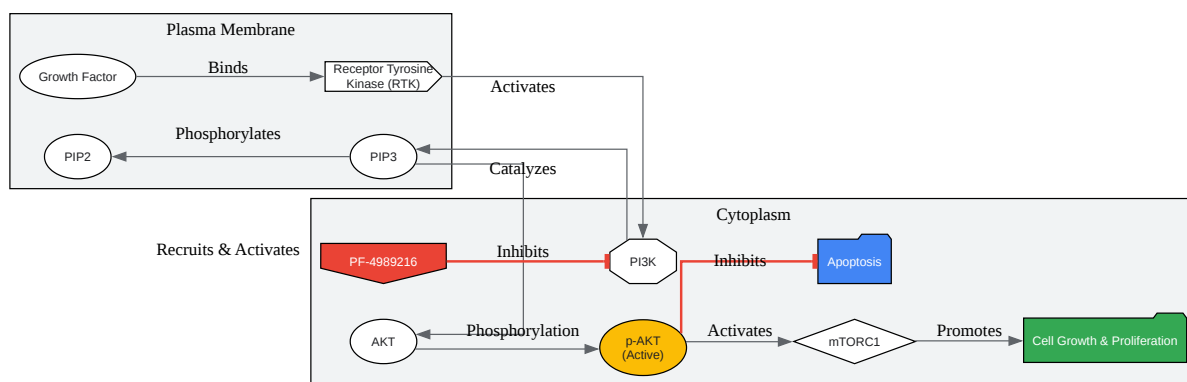 Plasma Membrane
Growth Factor
Binds
Receptor Tyrosine
Kinase (RTK)
Activates
PIP2
Phosphorylates
PIP3
Catalyzes
Cytoplasm
Recruits & Activates
PF-4989216
Inhibits
PI3K
Inhibits
Apoptosis
AKT
Phosphorylation
p-AKT
(Active)
Activates
mTORC1
Promotes
Cell Growth & Proliferation